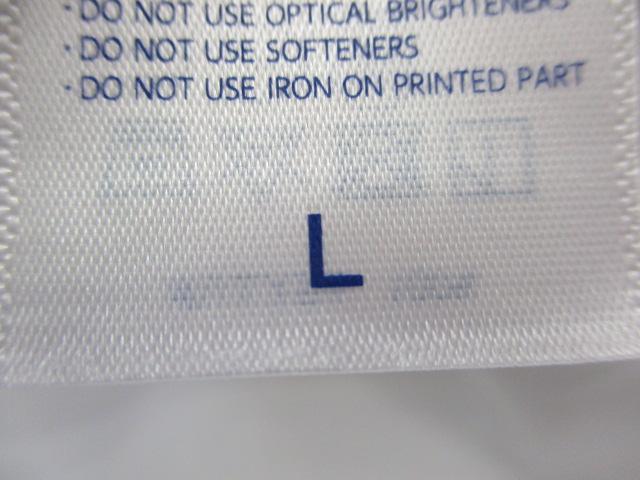 ·DO NOT USE OPTICAL BRIGHTENERS
·DO NOT USE SOFTENERS
·DO NOT USE IRON ON PRINTED PART
L